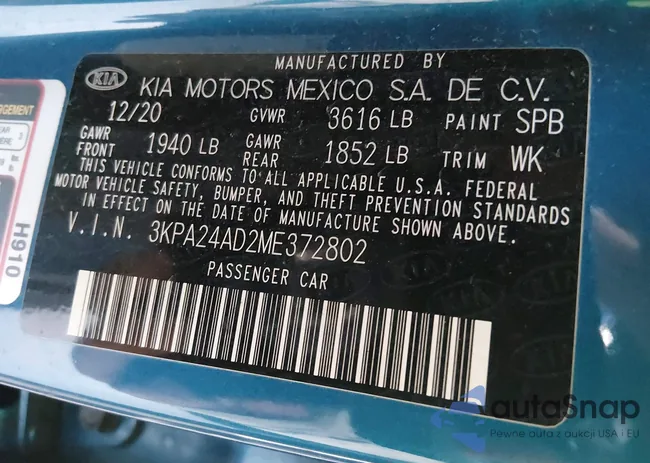 MANUFACTURED BY
KIA KIA MOTORS MEXICO S.A. DE C.V.
12/20 GVWR 3616 LB PAINT SPB
GAWR FRONT 1940 LB GAWR REAR 1852 LB TRIM WK
THIS VEHICLE CONFORMS TO ALL APPLICABLE U.S.A. FEDERAL
MOTOR VEHICLE SAFETY, BUMPER, AND THEFT PREVENTION STANDARDS
IN EFFECT ON THE DATE OF MANUFACTURE SHOWN ABOVE.
V.I.N. 3KPA24AD2ME372802
PASSENGER CAR
H910
autoSnap
Pewne auta z aukcji USA i EU